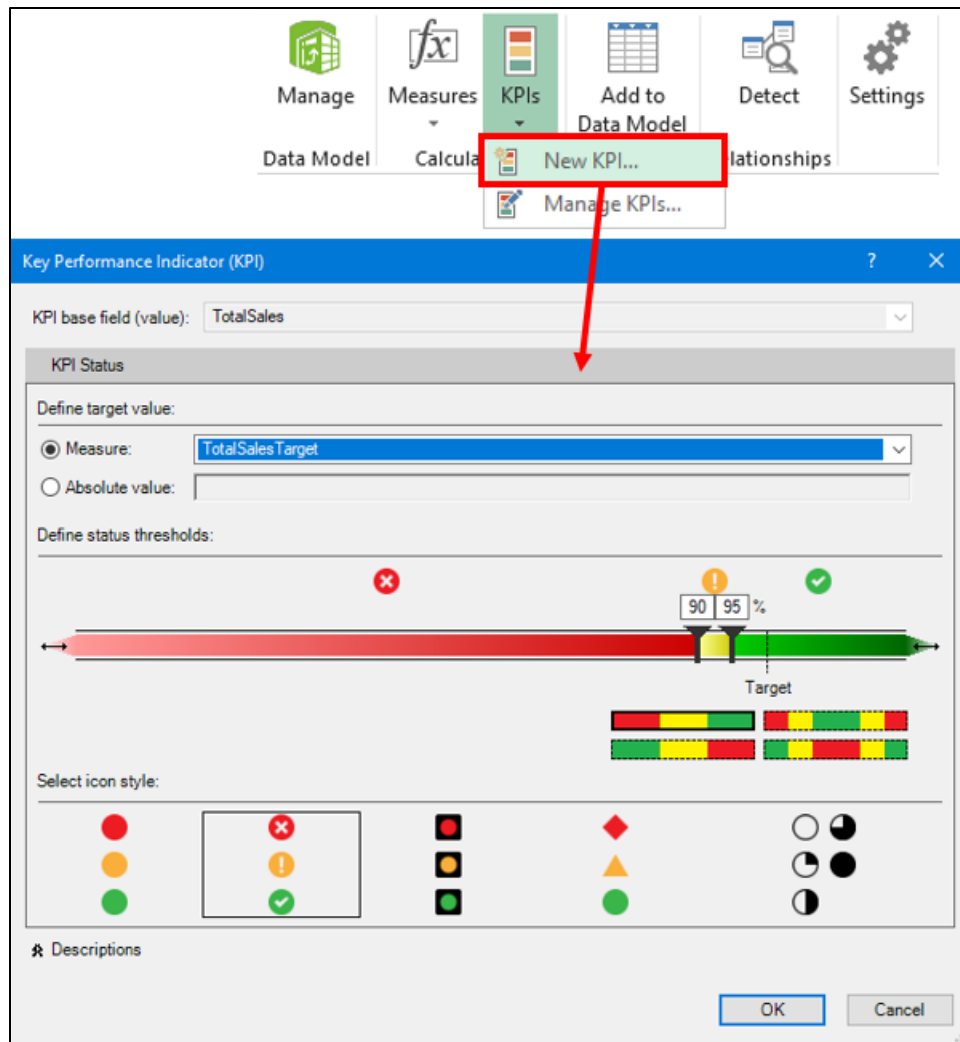 Manage Measures KPIs Add to Data Model Detect Settings
Data Model Calcula lationships
New KPI...
Manage KPIs...
Key Performance Indicator (KPI) ?
KPI base field (value): TotalSales
KPI Status
Define target value:
Measure: TotalSalesTarget
Absolute value:
Define status thresholds:
90 95 %
Target
Select icon style:
Descriptions
OK Cancel